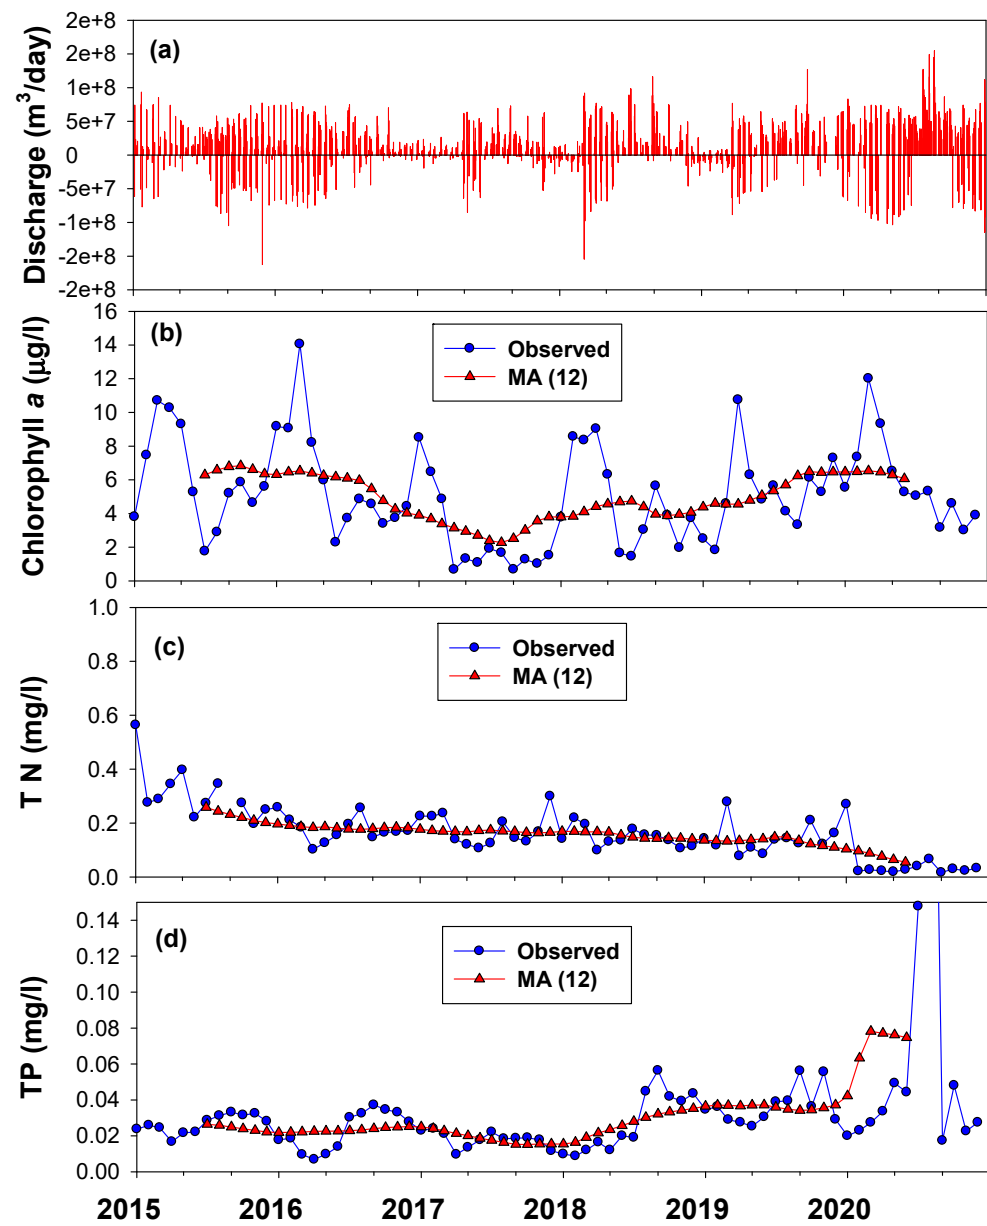 2e+8
2e+8
1e+8
5e+7
0
-5e+7
-1e+8
-2e+8
-2e+8
Discharge (m³/day)
(a)
16
14
12
10
8
6
4
2
0
Chlorophyll a (μg/l)
(b)
Observed
MA (12)
1.0
0.8
0.6
0.4
0.2
0.0
T N (mg/l)
(c)
Observed
MA (12)
0.14
0.12
0.10
0.08
0.06
0.04
0.02
0.00
TP (mg/l)
(d)
Observed
MA (12)
2015 2016 2017 2018 2019 2020